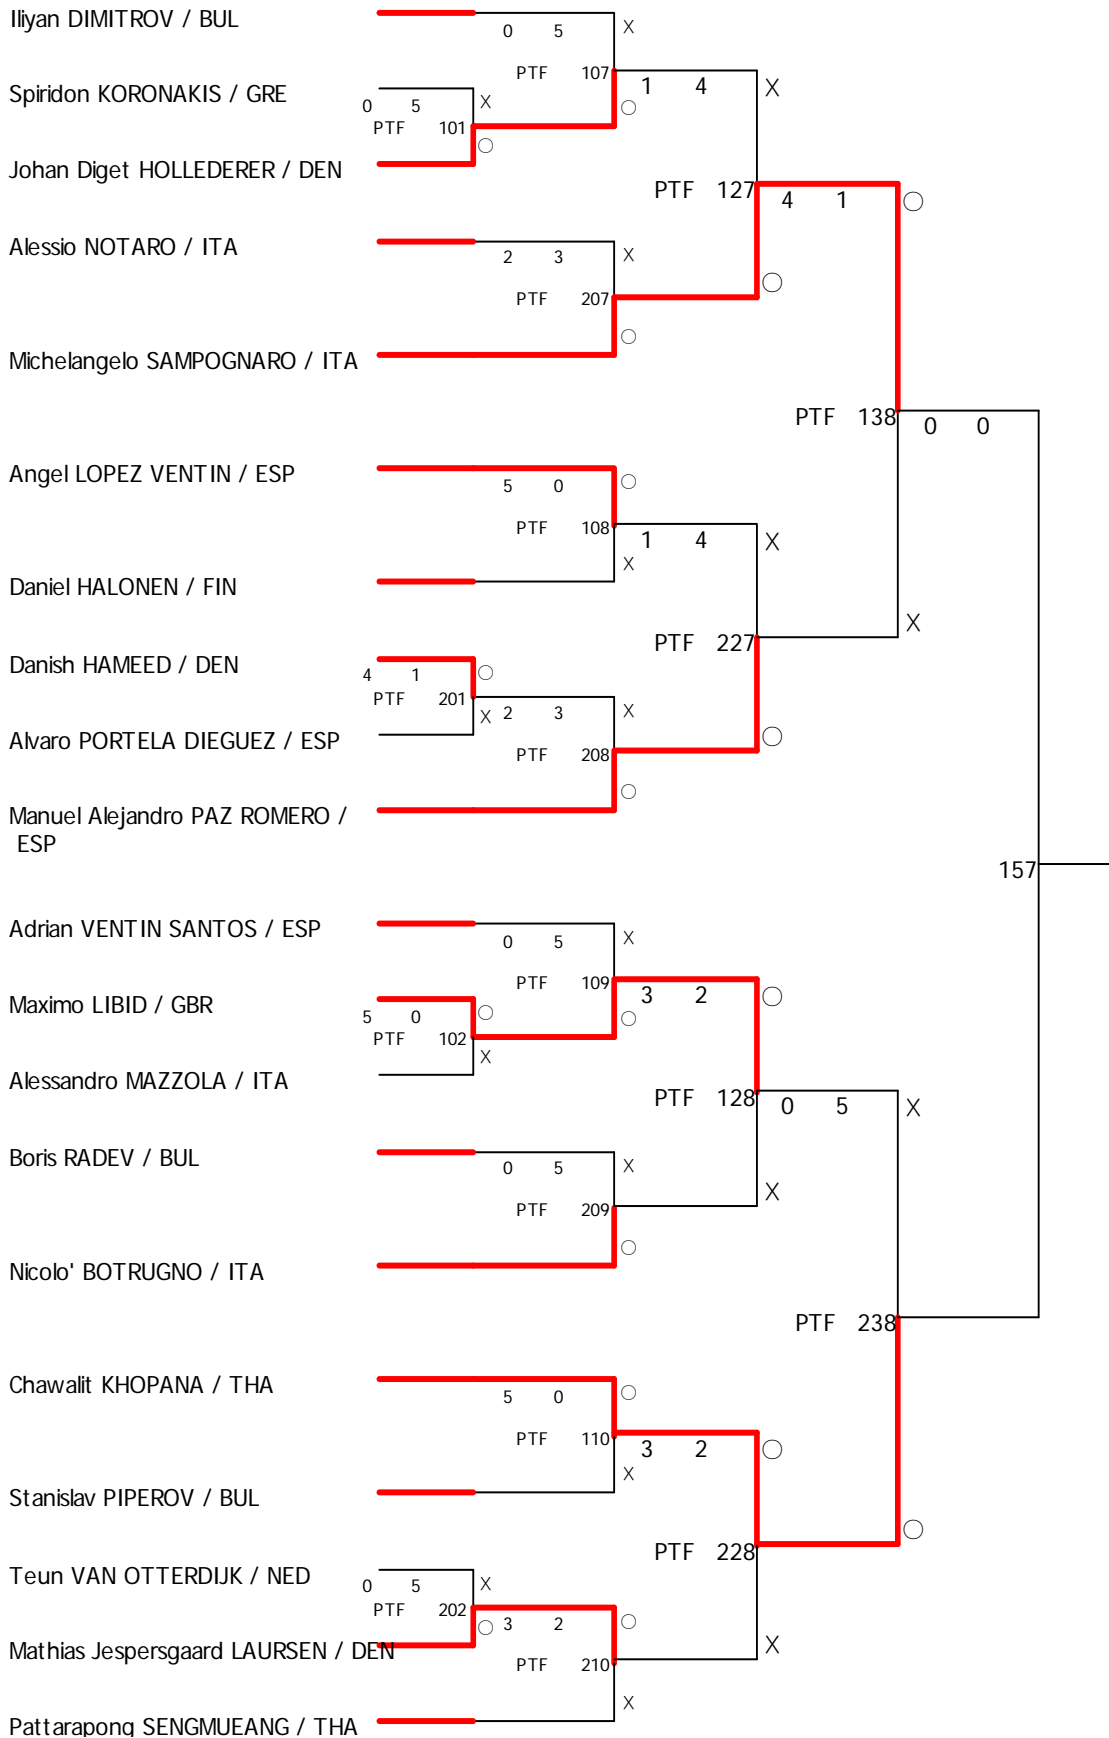 Iliyan DIMITROV / BUL
0 5 X
PTF 107
1 4 X
Spiridon KORONAKIS / GRE
0 5 X
PTF 101
○
○
Johan Diget HOLLEDERER / DEN
PTF 127
4 1 ○
Alessio NOTARO / ITA
2 3 X
○
PTF 207
○
Michelangelo SAMPOGNARO / ITA
PTF 138
0 0
Angel LOPEZ VENTIN / ESP
5 0 ○
PTF 108
1 4 X
X
Daniel HALONEN / FIN
X
PTF 227
Danish HAMEED / DEN
4 1 ○
PTF 201
X 2 3 X
Alvaro PORTELA DIEGUEZ / ESP
○
PTF 208
○
Manuel Alejandro PAZ ROMERO /
ESP
157
Adrian VENTIN SANTOS / ESP
0 5 X
PTF 109
3 2 ○
Maximo LIBID / GBR
5 0 ○
○
PTF 102
X
Alessandro MAZZOLA / ITA
PTF 128
0 5 X
Boris RADEV / BUL
0 5 X
X
PTF 209
○
Nicolo' BOTRUGNO / ITA
PTF 238
Chawalit KHOPANA / THA
5 0 ○
PTF 110
3 2 ○
X
Stanislav PIPEROV / BUL
○
PTF 228
Teun VAN OTTERDIJK / NED
0 5 X
PTF 202
○ 3 2 ○
Mathias Jespersgaard LAURSEN / DEN
X
PTF 210
X
Pattarapong SENGMUEANG / THA